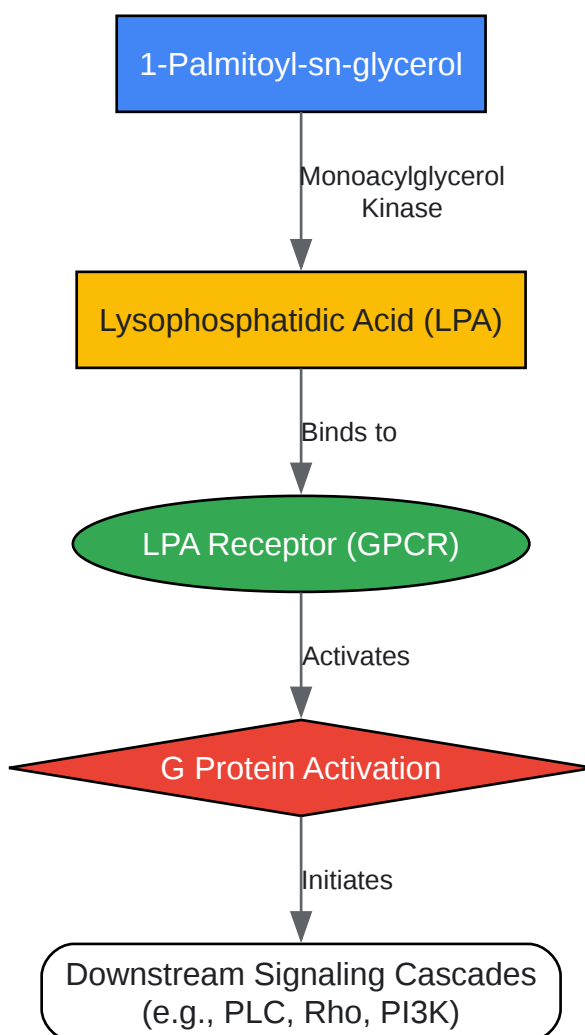 1-Palmitoyl-sn-glycerol
Monoacylglycerol
Kinase
Lysophosphatidic Acid (LPA)
Binds to
LPA Receptor (GPCR)
Activates
G Protein Activation
Initiates
Downstream Signaling Cascades
(e.g., PLC, Rho, PI3K)